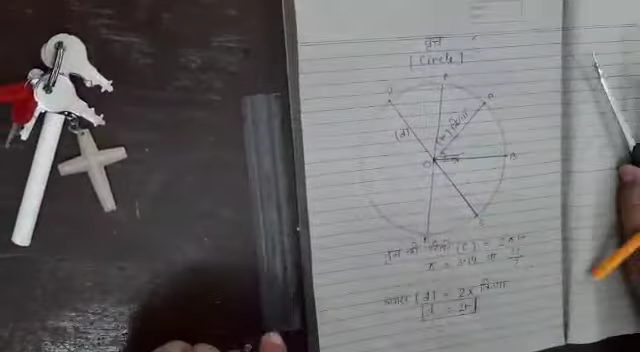 वृत्त
[Circle]
(d)
O
B
वृत्त की परिधि (C) = 2πr
π = 3.14 या 22/7
व्यास (d) = 2× त्रिज्या
d = 2r